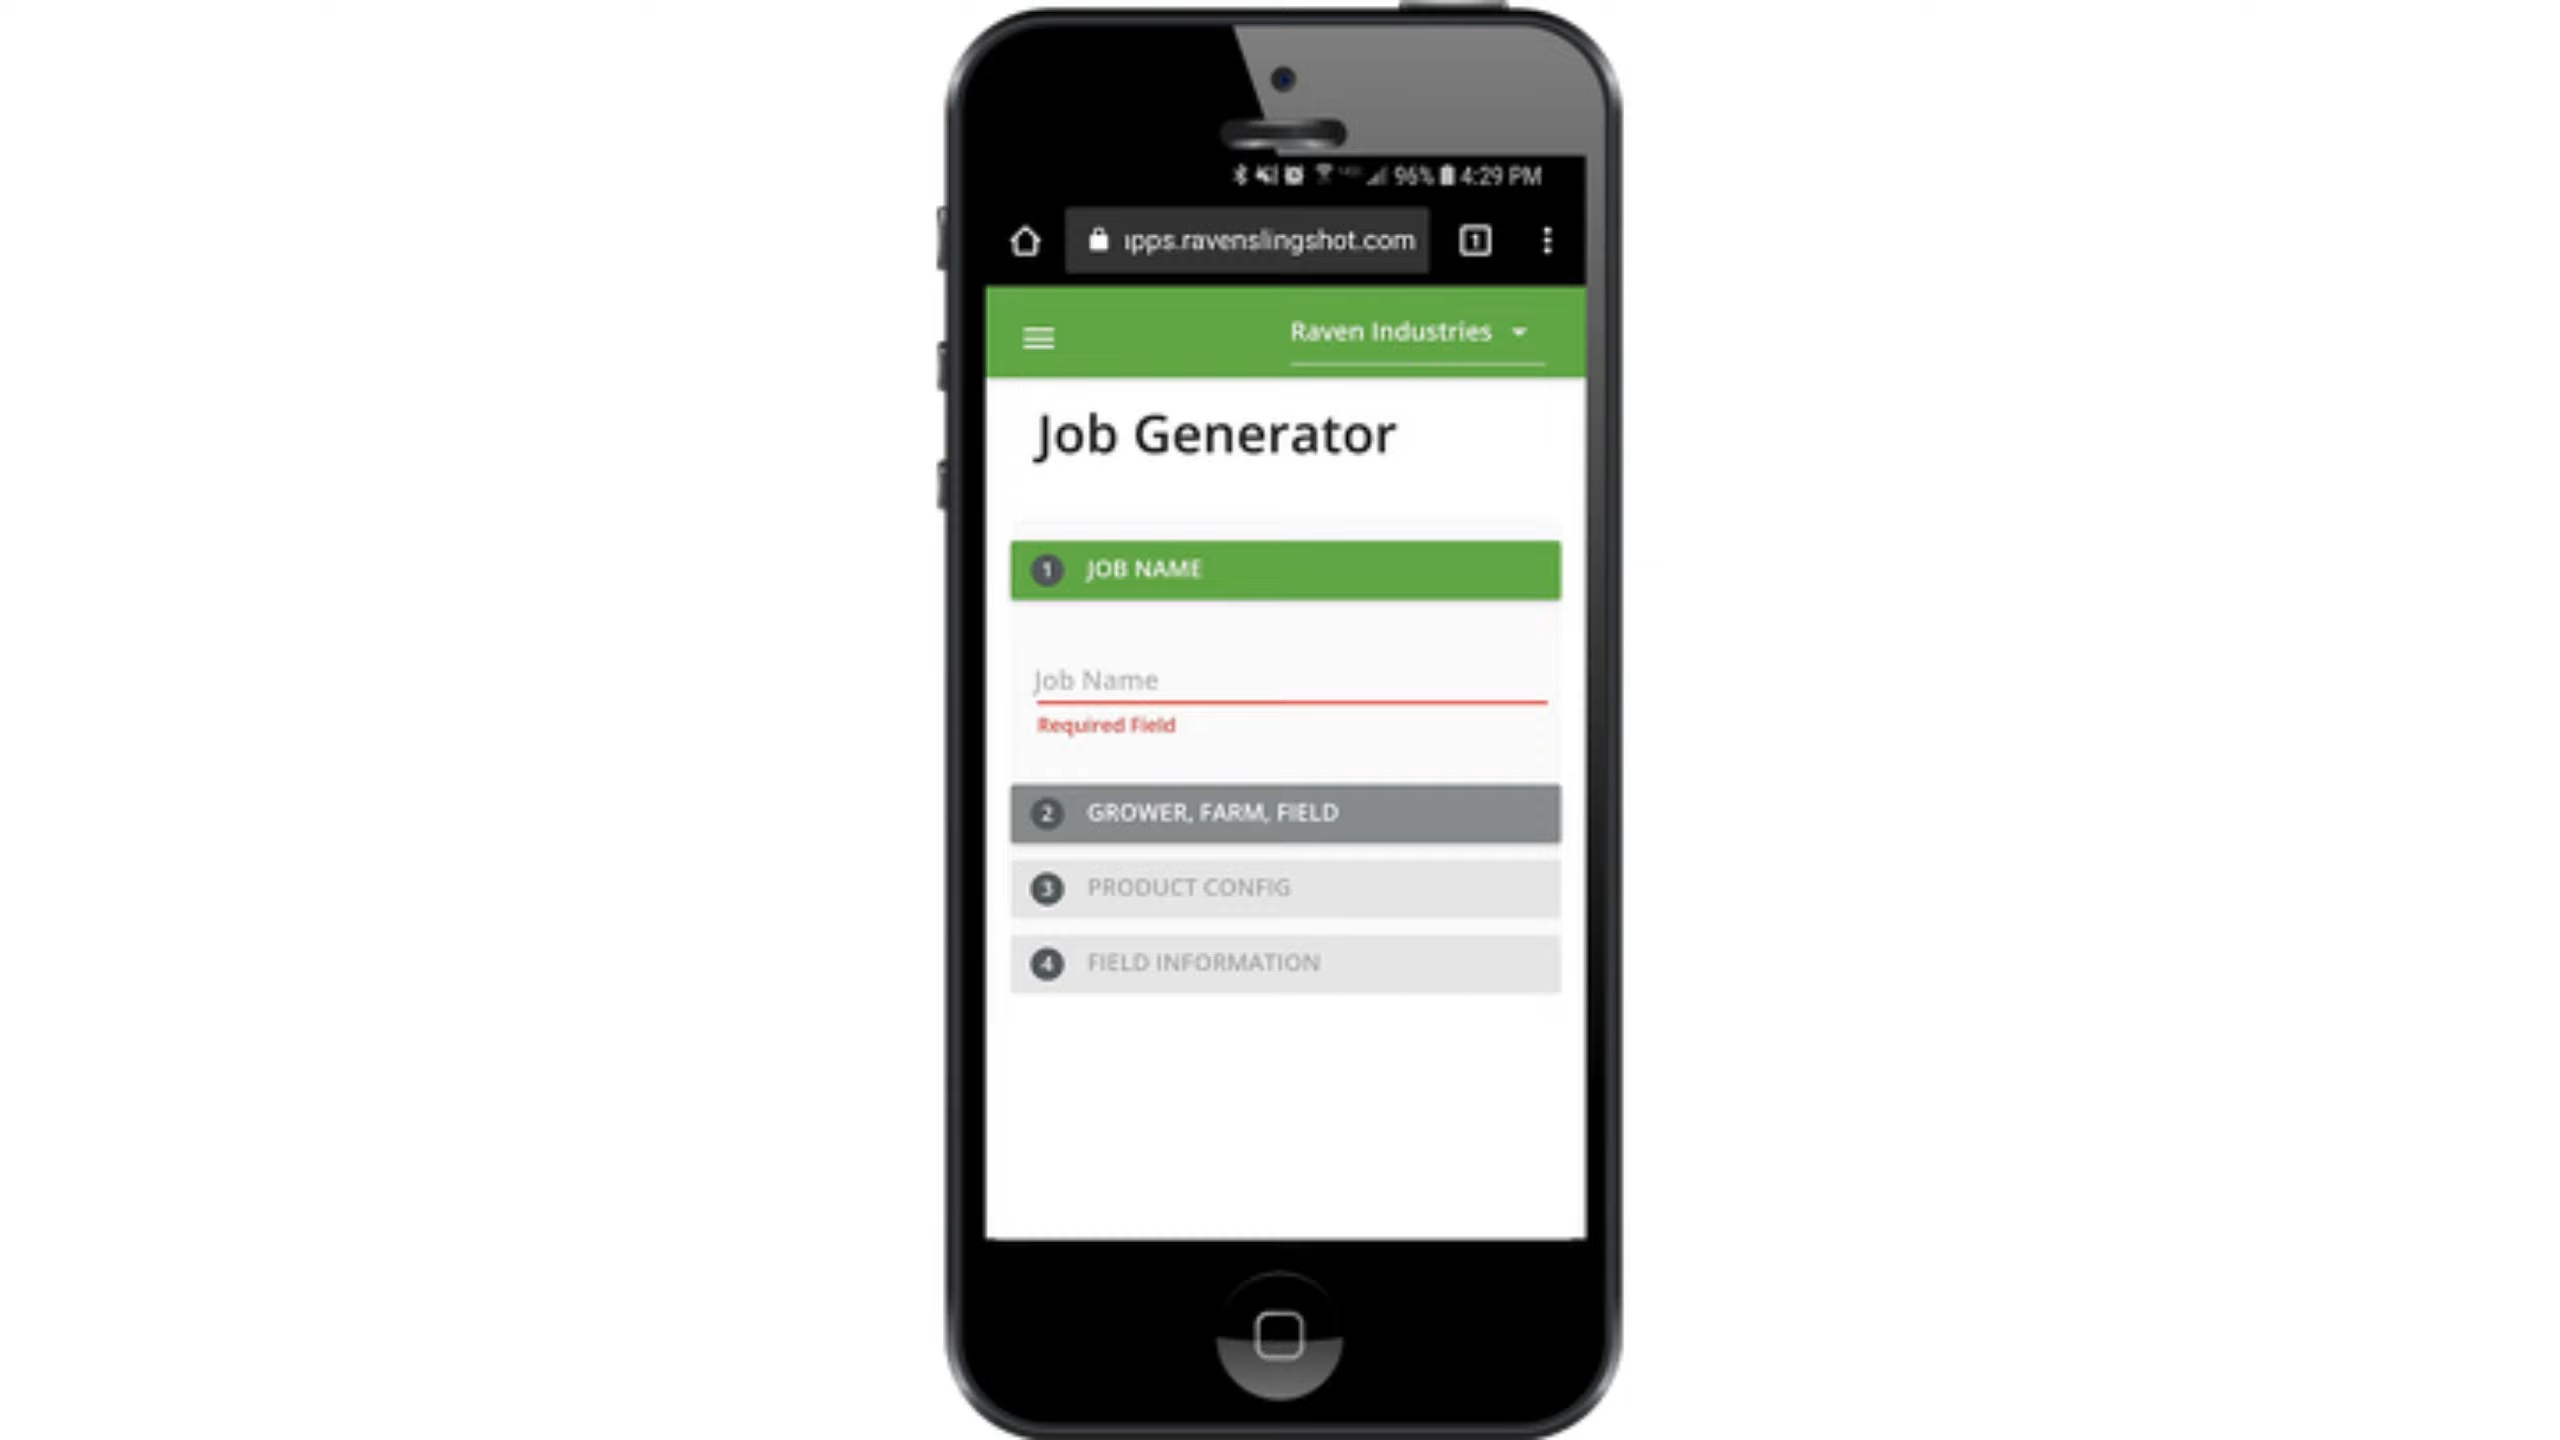 96% 4:29 PM
ipps.ravenslingshot.com
1
Raven Industries
Job Generator
1 JOB NAME
Job Name
Required Field
2 GROWER, FARM, FIELD
3 PRODUCT CONFIG
4 FIELD INFORMATION